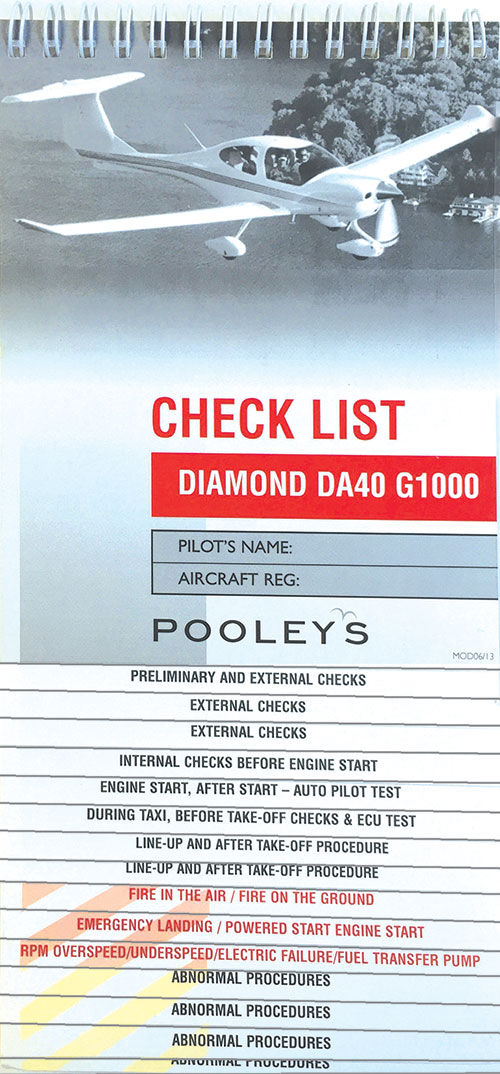 CHECK LIST
DIAMOND DA40 G1000
PILOT'S NAME:
AIRCRAFT REG:
POOLEY'S
MOD06/13
PRELIMINARY AND EXTERNAL CHECKS
EXTERNAL CHECKS
EXTERNAL CHECKS
INTERNAL CHECKS BEFORE ENGINE START
ENGINE START, AFTER START – AUTO PILOT TEST
DURING TAXI, BEFORE TAKE-OFF CHECKS & ECU TEST
LINE-UP AND AFTER TAKE-OFF PROCEDURE
LINE-UP AND AFTER TAKE-OFF PROCEDURE
FIRE IN THE AIR / FIRE ON THE GROUND
EMERGENCY LANDING / POWERED START ENGINE START
RPM OVERSPEED/UNDERSPEED/ELECTRIC FAILURE/FUEL TRANSFER PUMP
ABNORMAL PROCEDURES
ABNORMAL PROCEDURES
ABNORMAL PROCEDURES
ABNORMAL PROCEDURES